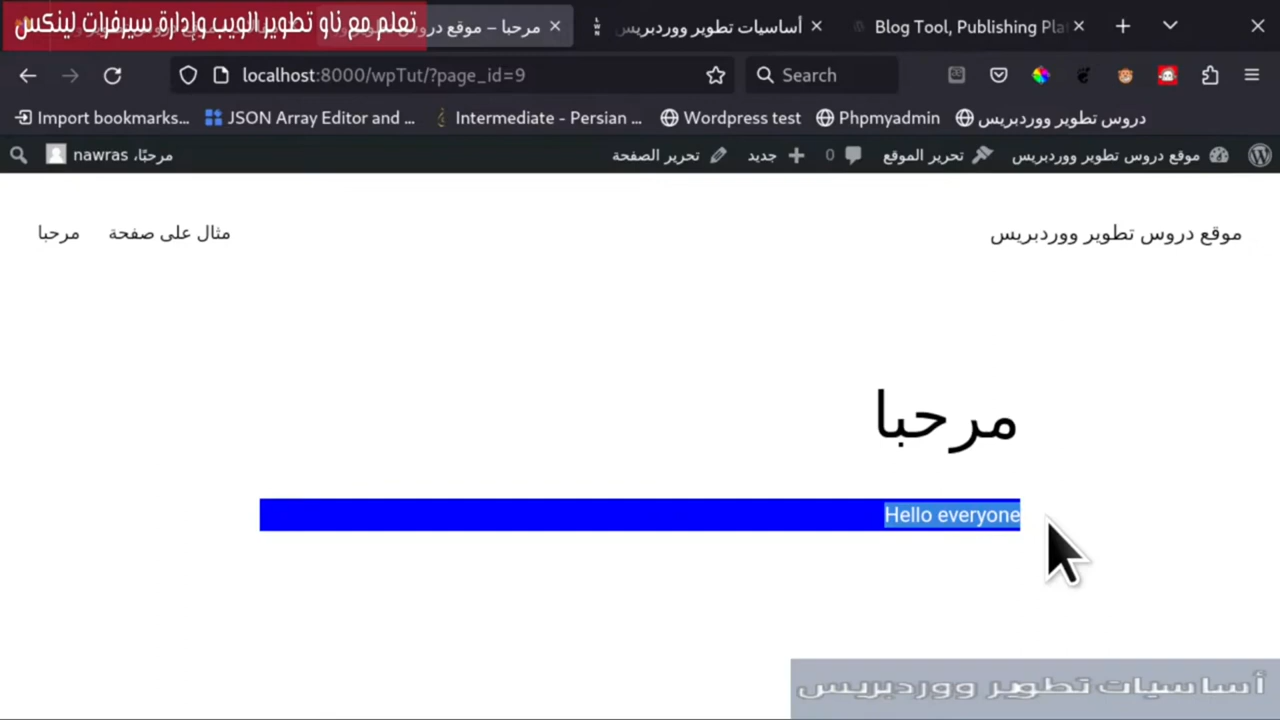 تعلم مع ناو تطوير الويب وإدارة سيرفرات لينكس
مرحبا – موقع دروس
أساسيات تطوير ووردبريس
Blog Tool, Publishing Pla
localhost:8000/wpTut/?page_id=9
Search
Import bookmarks...
JSON Array Editor and ...
Intermediate - Persian ...
Wordpress test
Phpmyadmin
دروس تطوير ووردبريس
موقع دروس تطوير ووردبريس
تحرير الموقع
0
جديد
تحرير الصفحة
مرحبًا، nawras
موقع دروس تطوير ووردبريس
مثال على صفحة
مرحبا
مرحبا
Hello everyone
أساسيات تطوير ووردبريس